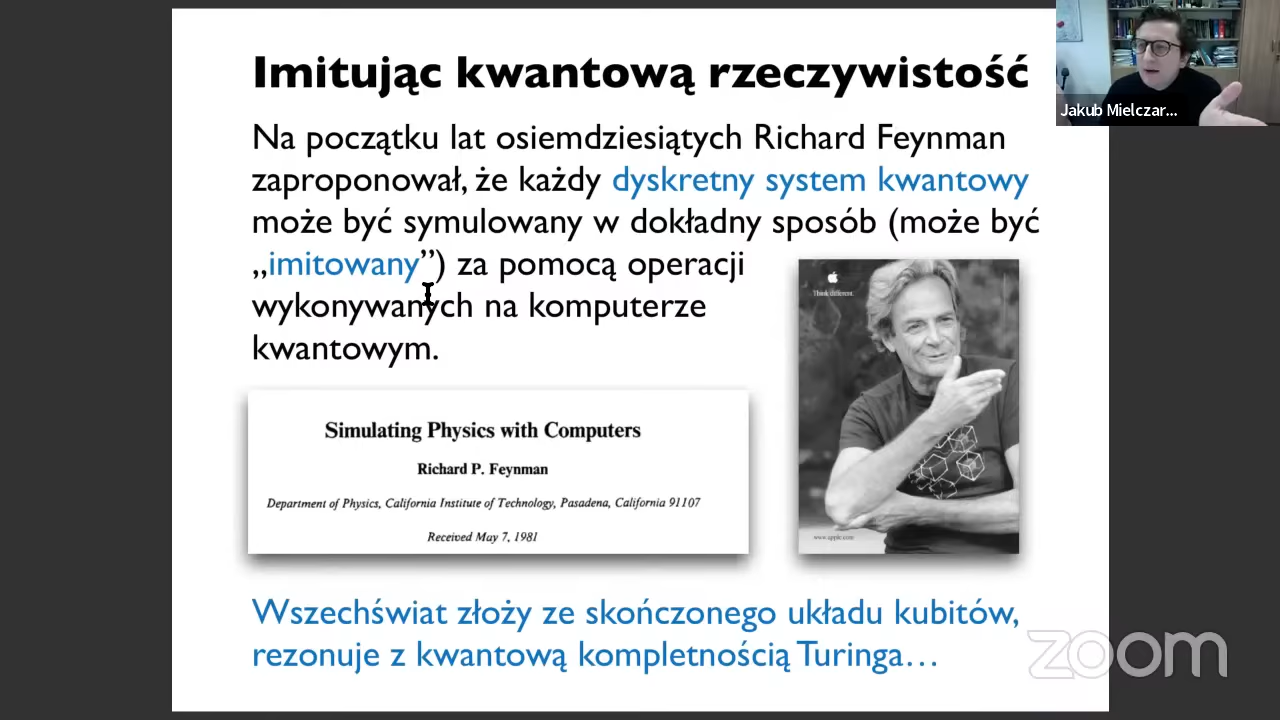 Imitując kwantową rzeczywistość
Na początku lat osiemdziesiątych Richard Feynman
zaproponował, że każdy dyskretny system kwantowy
może być symulowany w dokładny sposób (może być
„imitowany”) za pomocą operacji
wykonywanych na komputerze
kwantowym.
Simulating Physics with Computers
Richard P. Feynman
Department of Physics, California Institute of Technology, Pasadena, California 91107
Received May 7, 1981
Think different.
www.apple.com
Wszechświat złoży ze skończonego układu kubitów,
rezonuje z kwantową kompletnością Turinga…
Jakub Mielczar...
zoom